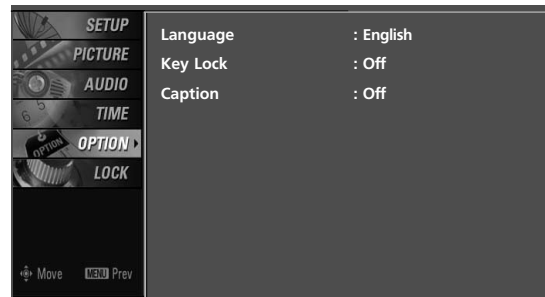 SETUP
PICTURE
AUDIO
TIME
OPTION
LOCK
Move MENU Prev
Language : English
Key Lock : Off
Caption : Off